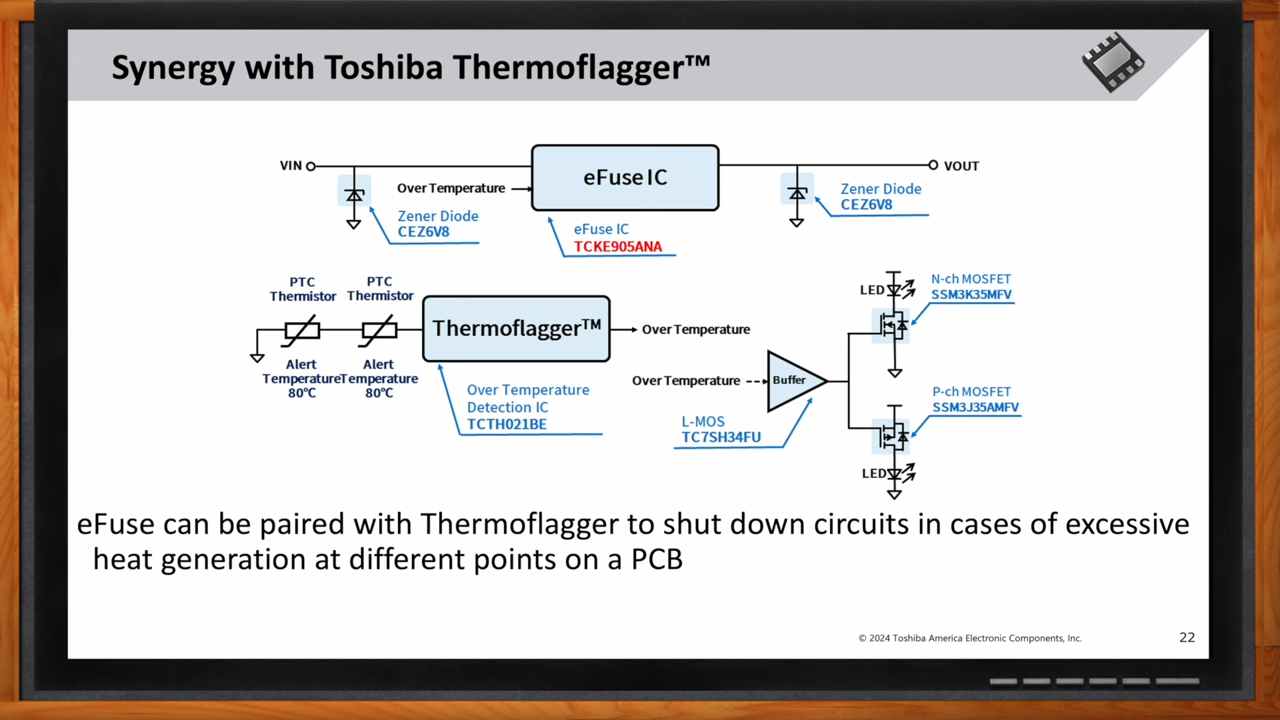 Synergy with Toshiba Thermoflagger™
VIN
Over Temperature
eFuse IC
VOUT
Zener Diode
CEZ6V8
eFuse IC
TCKE905ANA
Zener Diode
CEZ6V8
PTC
Thermistor
PTC
Thermistor
Thermoflagger™
Over Temperature
Alert
Temperature
80℃
Alert
Temperature
80℃
Over Temperature
Detection IC
TCTH021BE
Over Temperature
Buffer
L-MOS
TC7SH34FU
LED
N-ch MOSFET
SSM3K35MFV
P-ch MOSFET
SSM3J35AMFV
LED
eFuse can be paired with Thermoflagger to shut down circuits in cases of excessive
heat generation at different points on a PCB
© 2024 Toshiba America Electronic Components, Inc.
22